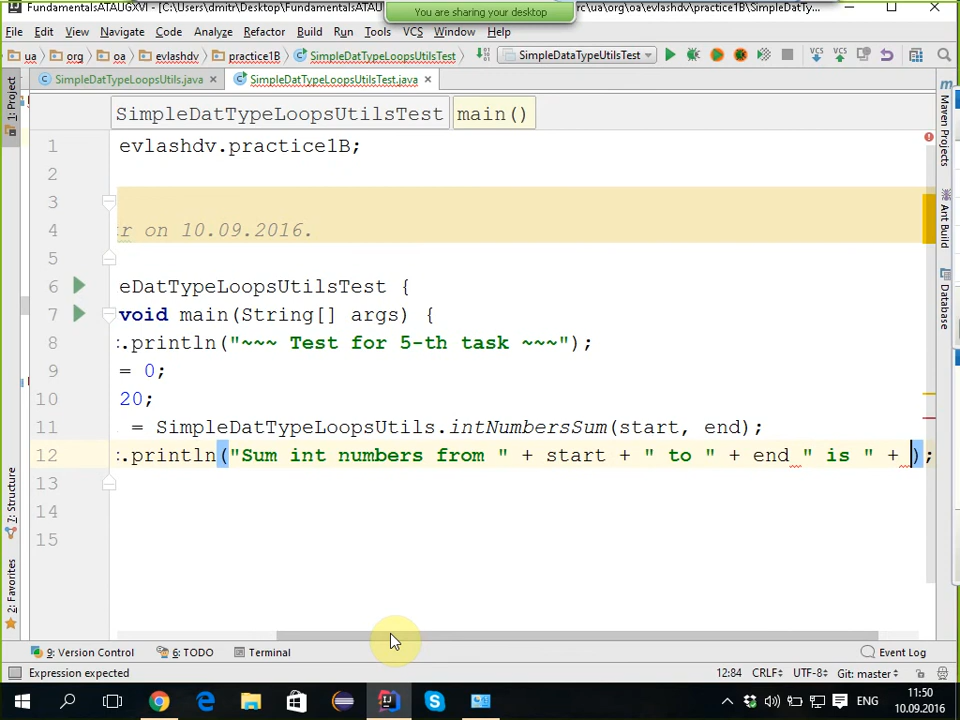 FundamentalsATAUGXVI - [C:\Users\dmitr\Desktop\Fundamentals
You are sharing your desktop
src\ua\org\oa\evlashdv\practice1B\SimpleDatTy...
File Edit View Navigate Code Analyze Refactor Build Run Tools VCS Window Help
ua org oa evlashdv practice1B SimpleDatTypeLoopsUtilsTest SimpleDataTypeUtilsTest VCS VCS
SimpleDatTypeLoopsUtils.java SimpleDatTypeLoopsUtilsTest.java
SimpleDatTypeLoopsUtilsTest main()
1 evlashdv.practice1B;
2
3
4 r on 10.09.2016.
5
6 eDatTypeLoopsUtilsTest {
7 void main(String[] args) {
8 .println("~~~ Test for 5-th task ~~~");
9 = 0;
10 20;
11 = SimpleDatTypeLoopsUtils.intNumbersSum(start, end);
12 .println("Sum int numbers from " + start + " to " + end " is " + );
13
14
15
1: Project
7: Structure
2: Favorites
Maven Projects
Ant Build
Database
9: Version Control 6: TODO Terminal Event Log
Expression expected 12:84 CRLF÷ UTF-8÷ Git: master÷
ENG 11:50
10.09.2016